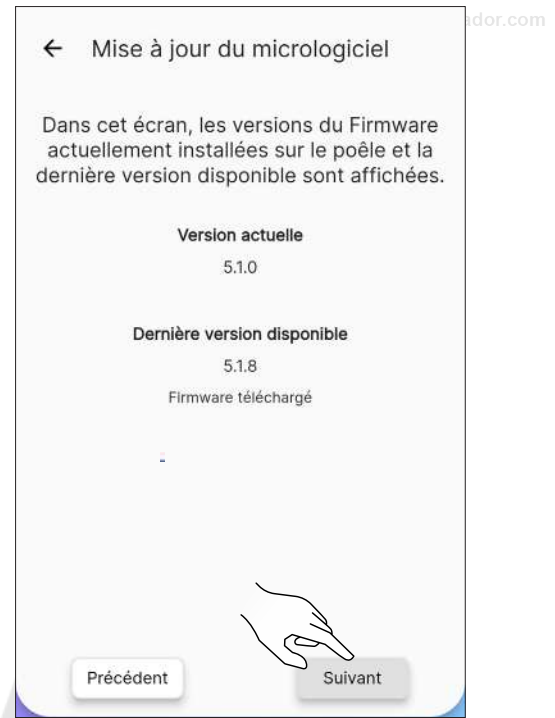 Mise à jour du micrologiciel
Dans cet écran, les versions du Firmware
actuellement installées sur le poêle et la
dernière version disponible sont affichées.
Version actuelle
5.1.0
Dernière version disponible
5.1.8
Firmware téléchargé
Précédent
Suivant